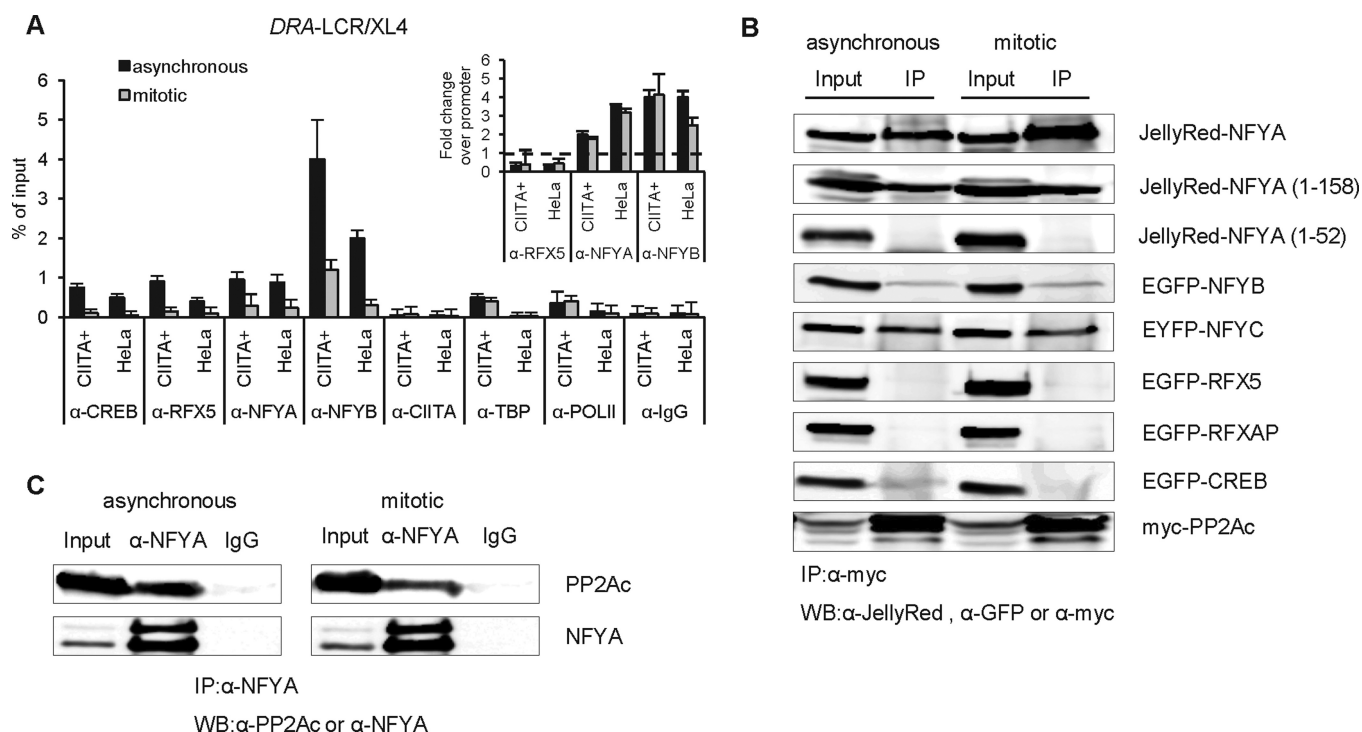 A
DRA-LCR/XL4
asynchronous
mitotic
% of input
6
5
4
3
2
1
0
CIITA+ HeLa CIITA+ HeLa CIITA+ HeLa CIITA+ HeLa CIITA+ HeLa CIITA+ HeLa CIITA+ HeLa CIITA+ HeLa
α-CREB α-RFX5 α-NFYA α-NFYB α-CIITA α-TBP α-POLII α-IgG
Fold change
over promoter
6
5
4
3
2
1
0
CIITA+ HeLa CIITA+ HeLa CIITA+ HeLa
α-RFX5 α-NFYA α-NFYB
B
asynchronous mitotic
Input IP Input IP
JellyRed-NFYA
JellyRed-NFYA (1-158)
JellyRed-NFYA (1-52)
EGFP-NFYB
EYFP-NFYC
EGFP-RFX5
EGFP-RFXAP
EGFP-CREB
myc-PP2Ac
IP:α-myc
WB:α-JellyRed , α-GFP or α-myc
C
asynchronous mitotic
Input α-NFYA IgG Input α-NFYA IgG
PP2Ac
NFYA
IP:α-NFYA
WB:α-PP2Ac or α-NFYA